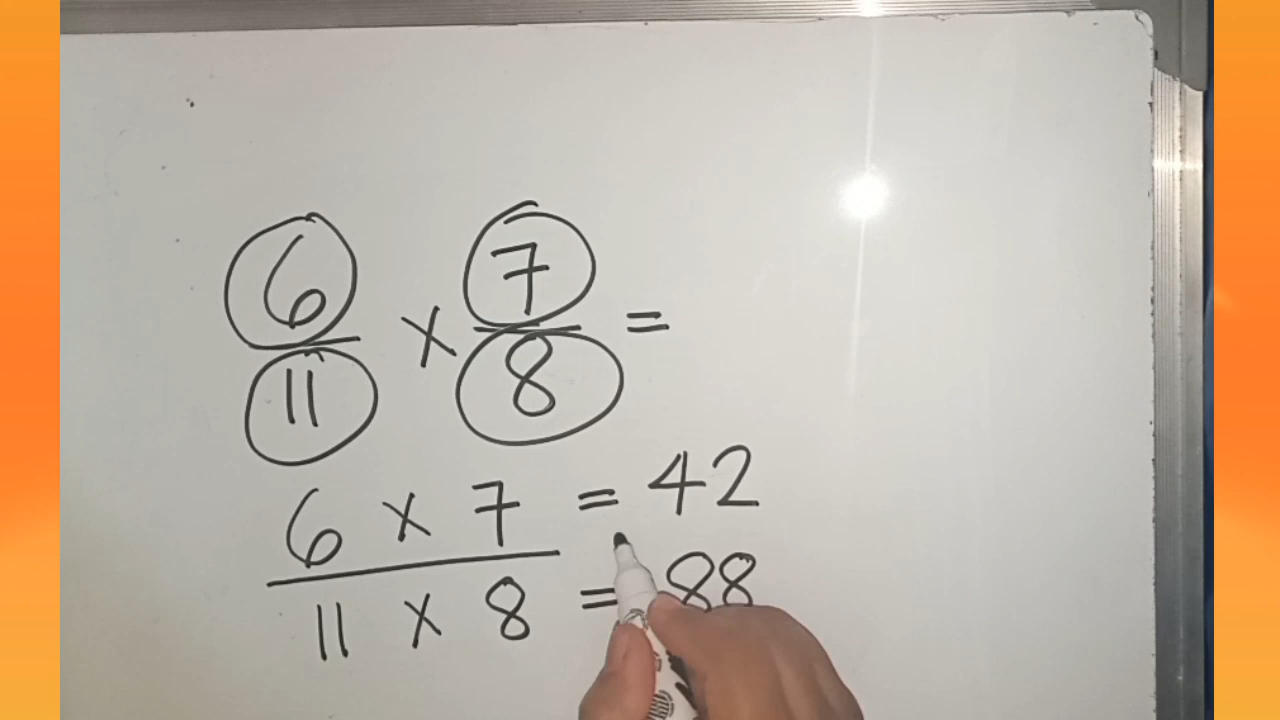 6/11 x 7/8 =
6 x 7 = 42
11 x 8 = 88